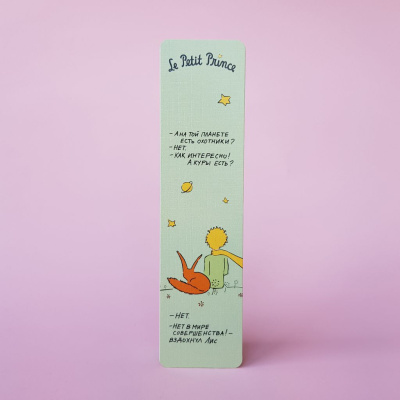 Le Petit Prince
- А НА ТОЙ ПЛАНЕТЕ
ЕСТЬ ОХОТНИКИ?
- НЕТ.
- КАК ИНТЕРЕСНО!
А КУРЫ ЕСТЬ?
- НЕТ.
- НЕТ В МИРЕ
СОВЕРШЕНСТВА! -
ВЗДОХНУЛ ЛИС